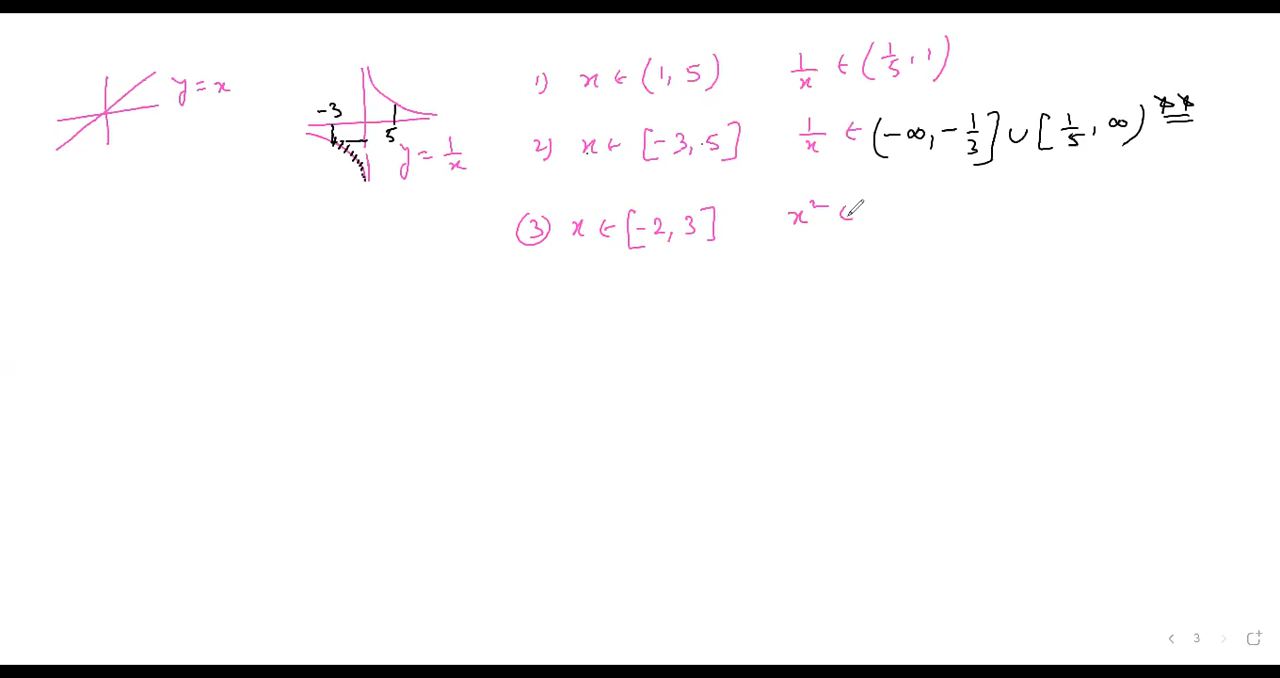 y = x
-3
5
y = 1/x
1) x ∈ (1, 5) 1/x ∈ (1/5, 1)
2) x ∈ [-3, 5] 1/x ∈ (-∞, -1/3] ∪ [1/5, ∞) **
③ x ∈ [-2, 3] x² ∈
3